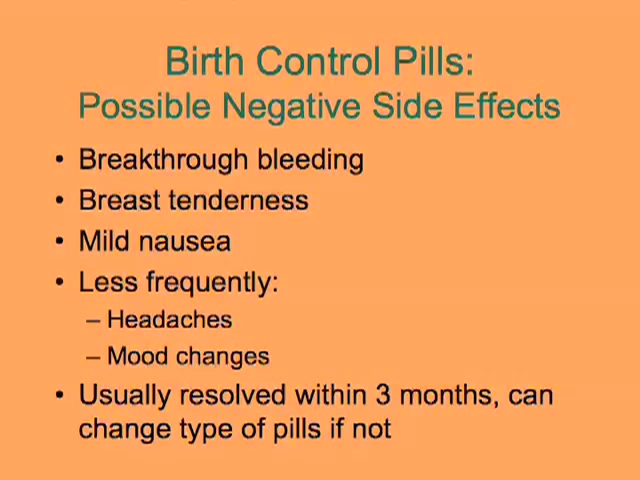 Birth Control Pills:
Possible Negative Side Effects
• Breakthrough bleeding
• Breast tenderness
• Mild nausea
• Less frequently:
– Headaches
– Mood changes
• Usually resolved within 3 months, can
change type of pills if not